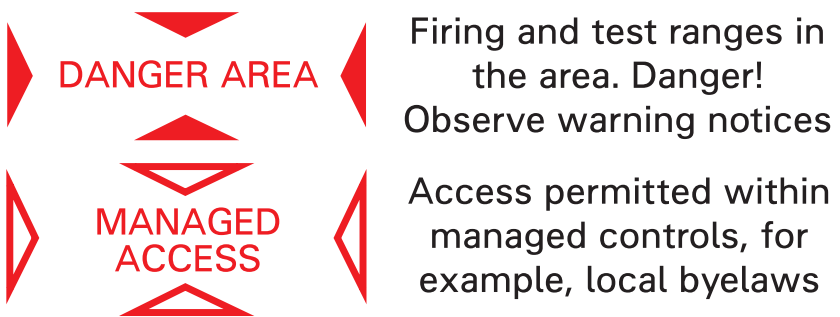 DANGER AREA
Firing and test ranges in
the area. Danger!
Observe warning notices
MANAGED
ACCESS
Access permitted within
managed controls, for
example, local byelaws